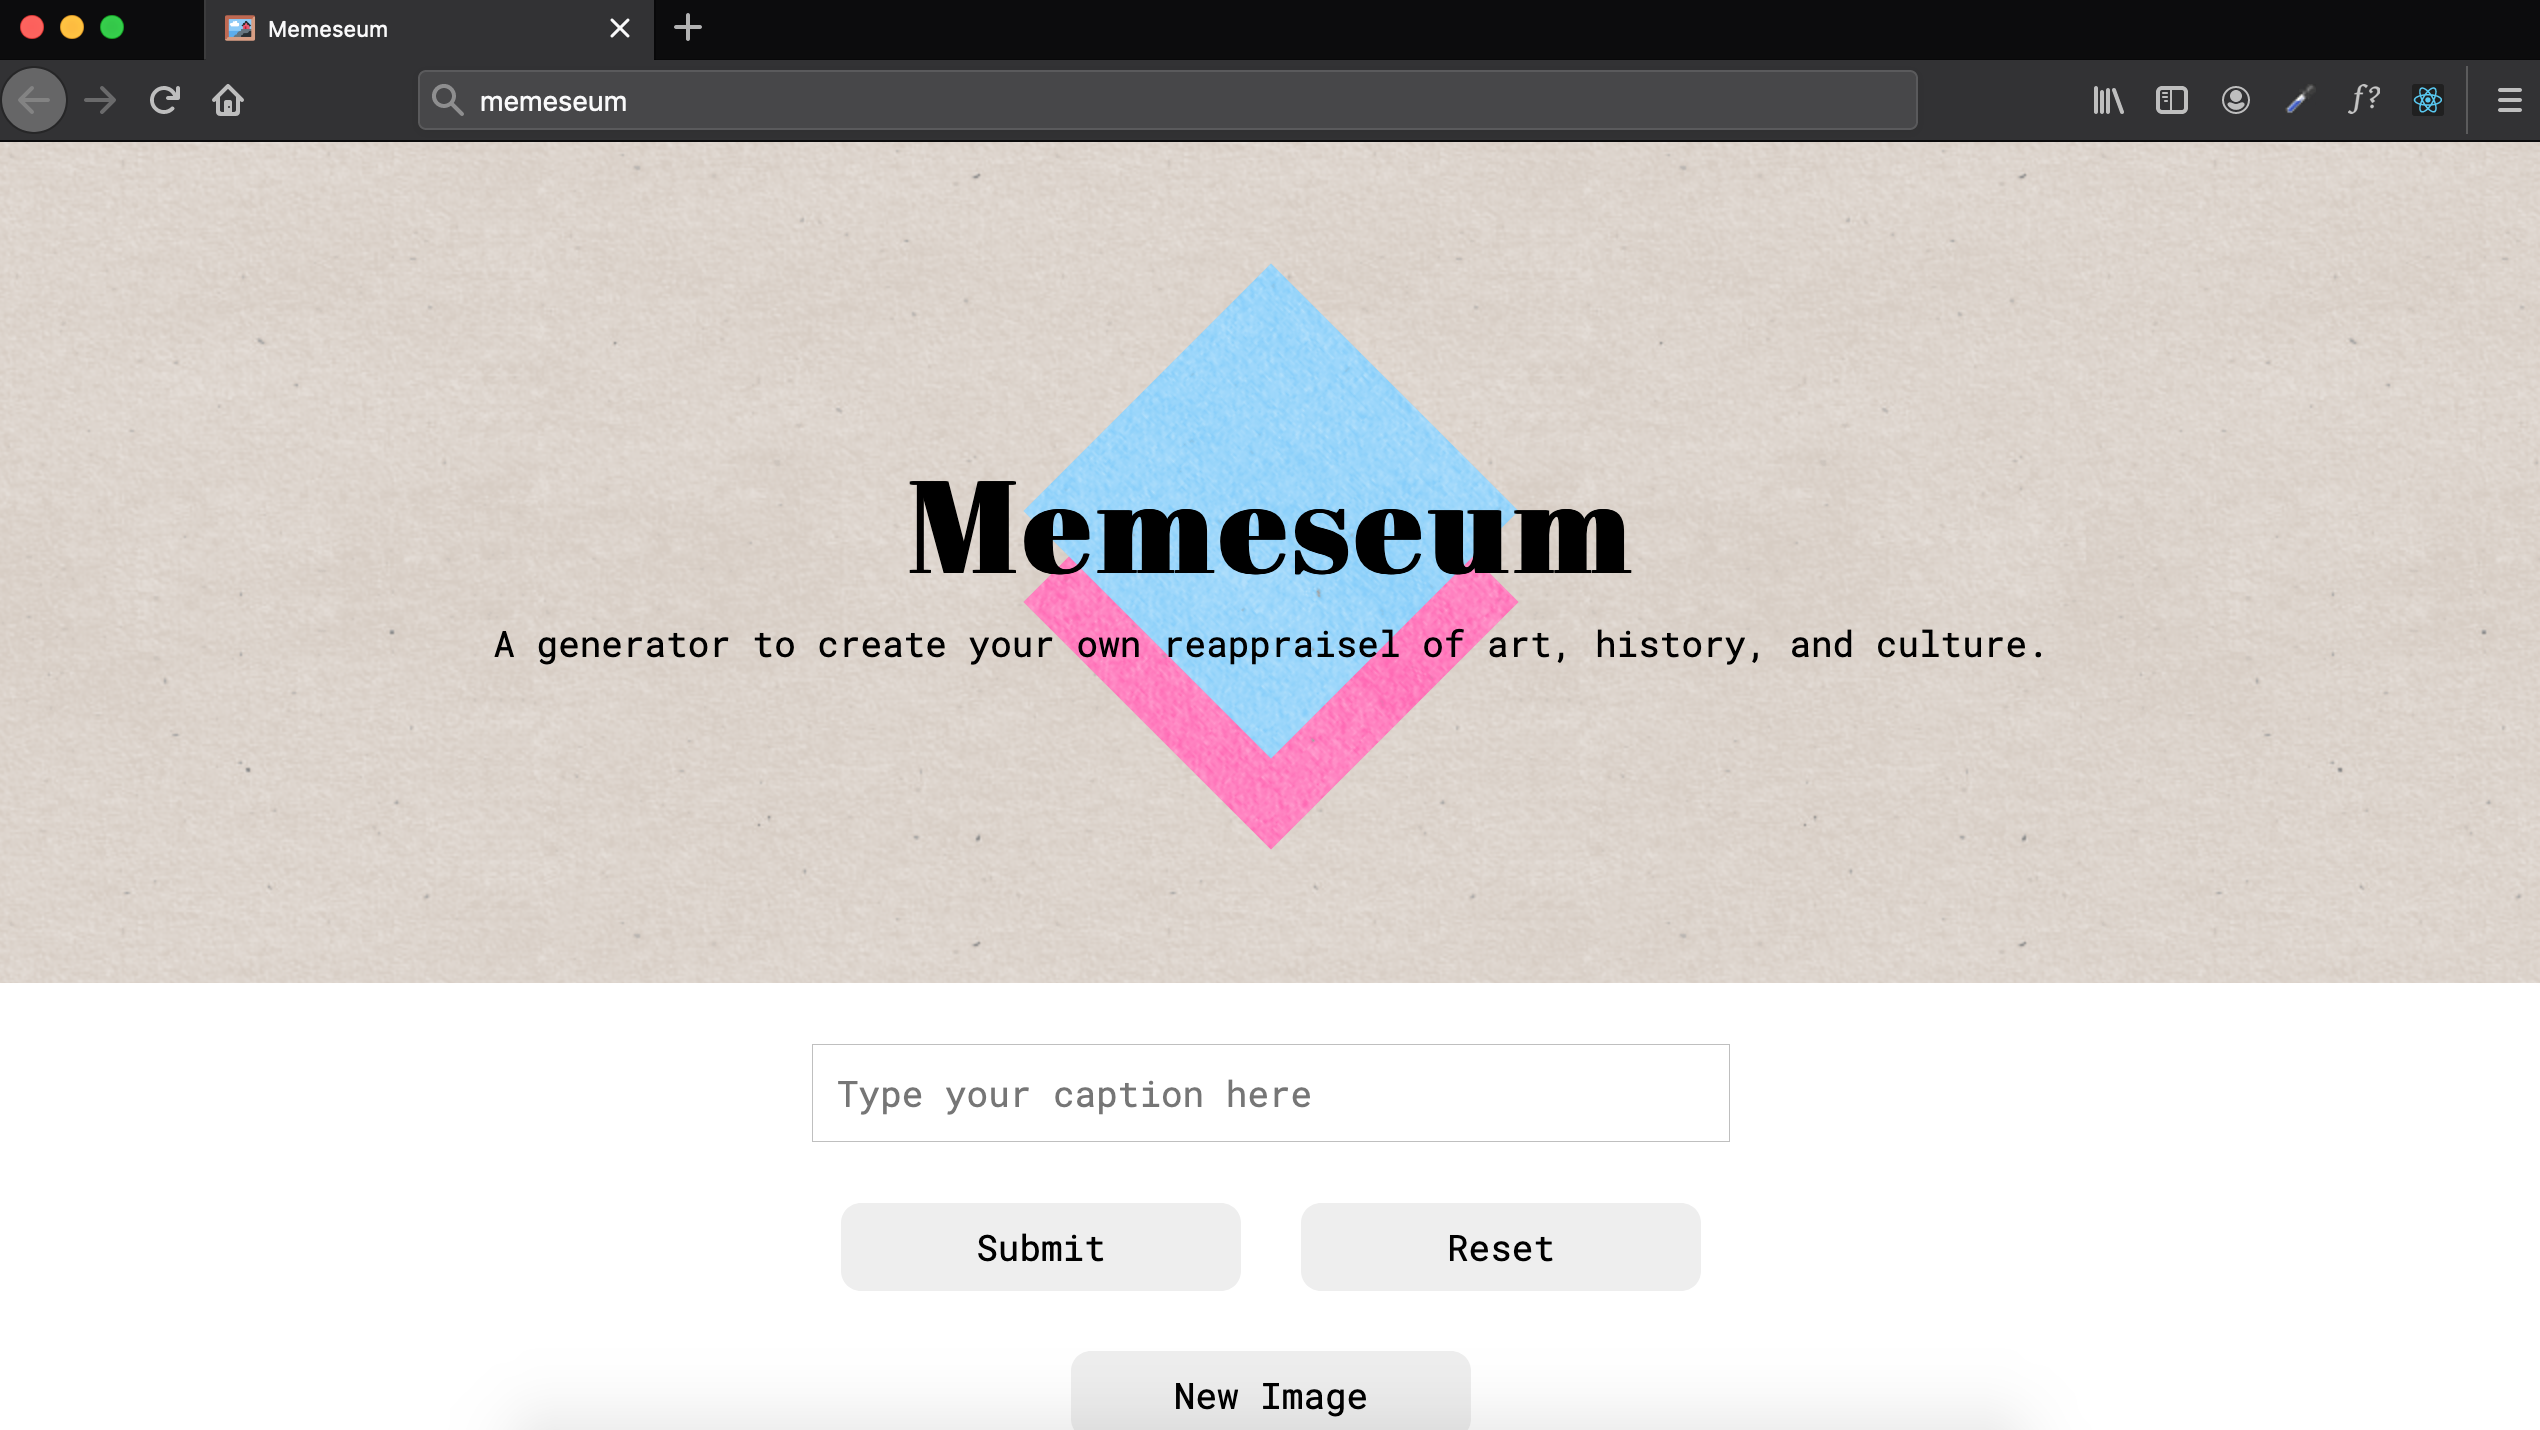 Memeseum
memeseum
f?
Memeseum
A generator to create your own reappraisel of art, history, and culture.
Type your caption here
Submit
Reset
New Image